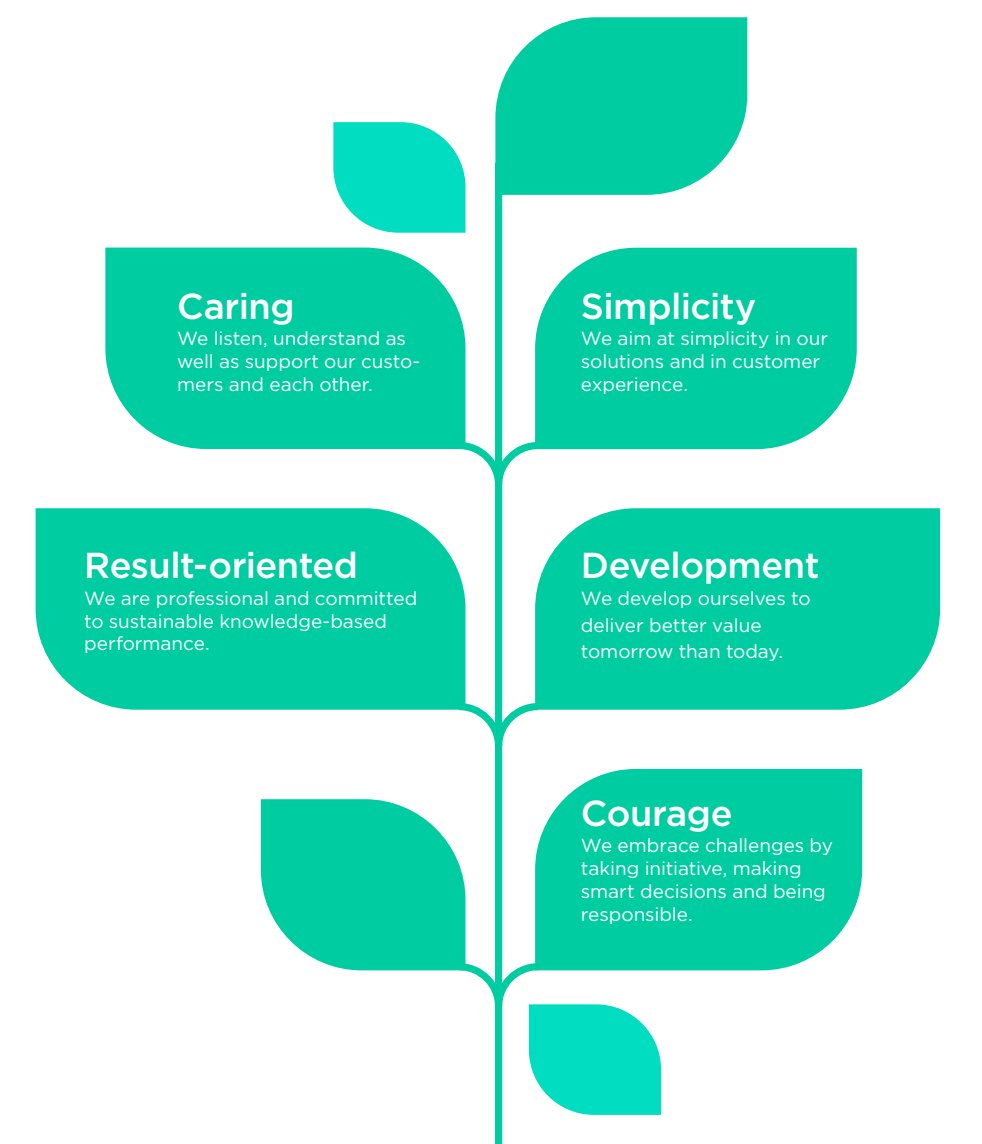 Caring
We listen, understand as
well as support our custo-
mers and each other.
Simplicity
We aim at simplicity in our
solutions and in customer
experience.
Result-oriented
We are professional and committed
to sustainable knowledge-based
performance.
Development
We develop ourselves to
deliver better value
tomorrow than today.
Courage
We embrace challenges by
taking initiative, making
smart decisions and being
responsible.